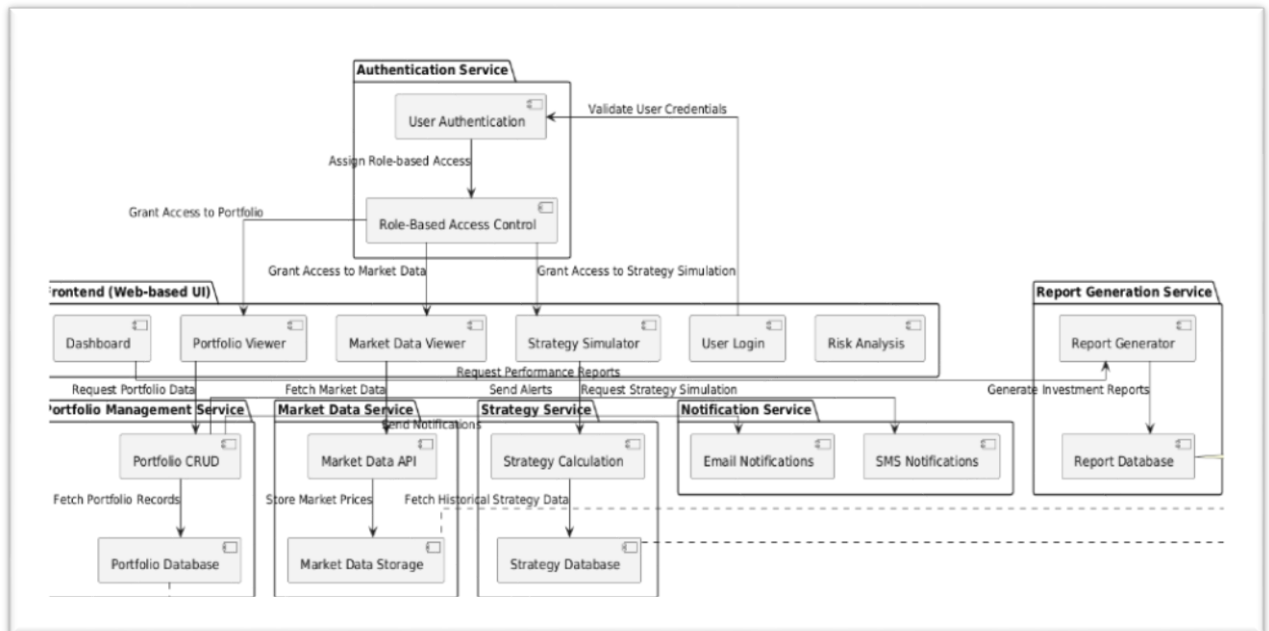 Authentication Service
User Authentication
Validate User Credentials
Assign Role-based Access
Role-Based Access Control
Grant Access to Portfolio
Grant Access to Market Data
Grant Access to Strategy Simulation
rontend (Web-based UI)
Report Generation Service
Dashboard
Portfolio Viewer
Market Data Viewer
Strategy Simulator
User Login
Risk Analysis
Report Generator
Request Performance Reports
Request Portfolio Data
Fetch Market Data
Send Alerts
Request Strategy Simulation
Generate Investment Reports
Portfolio Management Service
Market Data Service
Strategy Service
Notification Service
Send Notifications
Portfolio CRUD
Market Data API
Strategy Calculation
Email Notifications
SMS Notifications
Report Database
Fetch Portfolio Records
Store Market Prices
Fetch Historical Strategy Data
Portfolio Database
Market Data Storage
Strategy Database